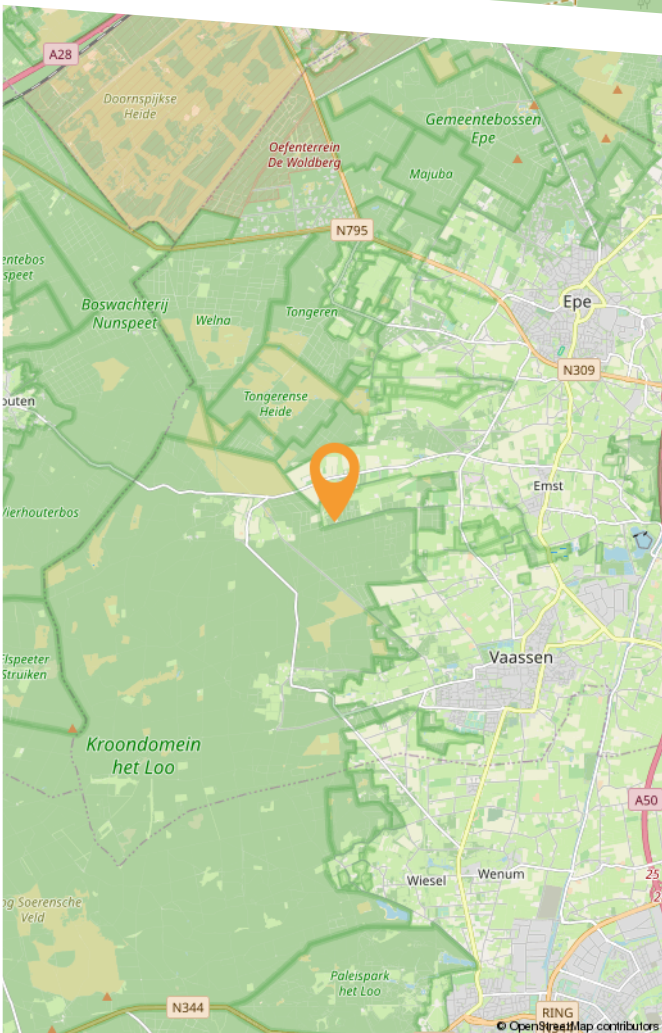 A28
Doornspijkse
Heide
Gemeentebossen
Epe
Oefenterrein
De Woldberg
Majuba
N795
entebos
speet
Boswachterij
Nunspeet
Welna
Tongeren
Epe
N309
outen
Tongerense
Heide
Emst
Vierhouterbos
Elspeeter
Struiken
Vaassen
Kroondomein
het Loo
A50
Wiesel
Wenum
25
og Soerensche
Veld
Paleispark
het Loo
N344
RING
© OpenStreetMap contributors